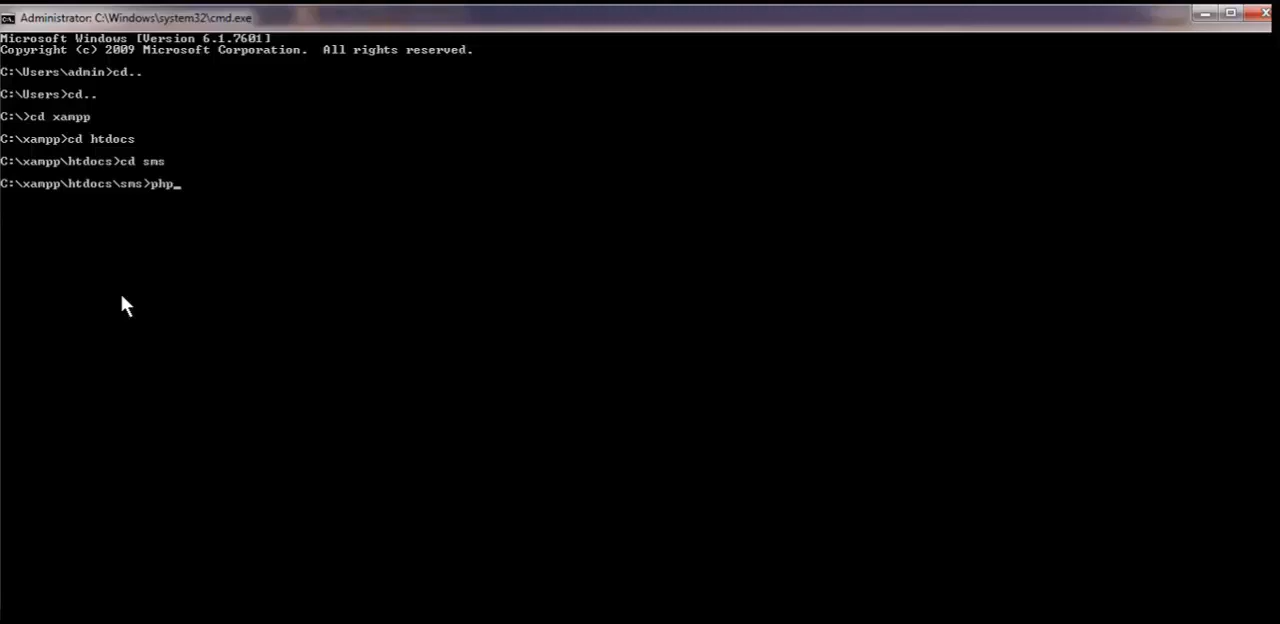 Administrator: C:\Windows\system32\cmd.exe
Microsoft Windows [Version 6.1.7601]
Copyright (c) 2009 Microsoft Corporation.  All rights reserved.
C:\Users\admin>cd..
C:\Users>cd..
C:\>cd xampp
C:\xampp>cd htdocs
C:\xampp\htdocs>cd sms
C:\xampp\htdocs\sms>php_